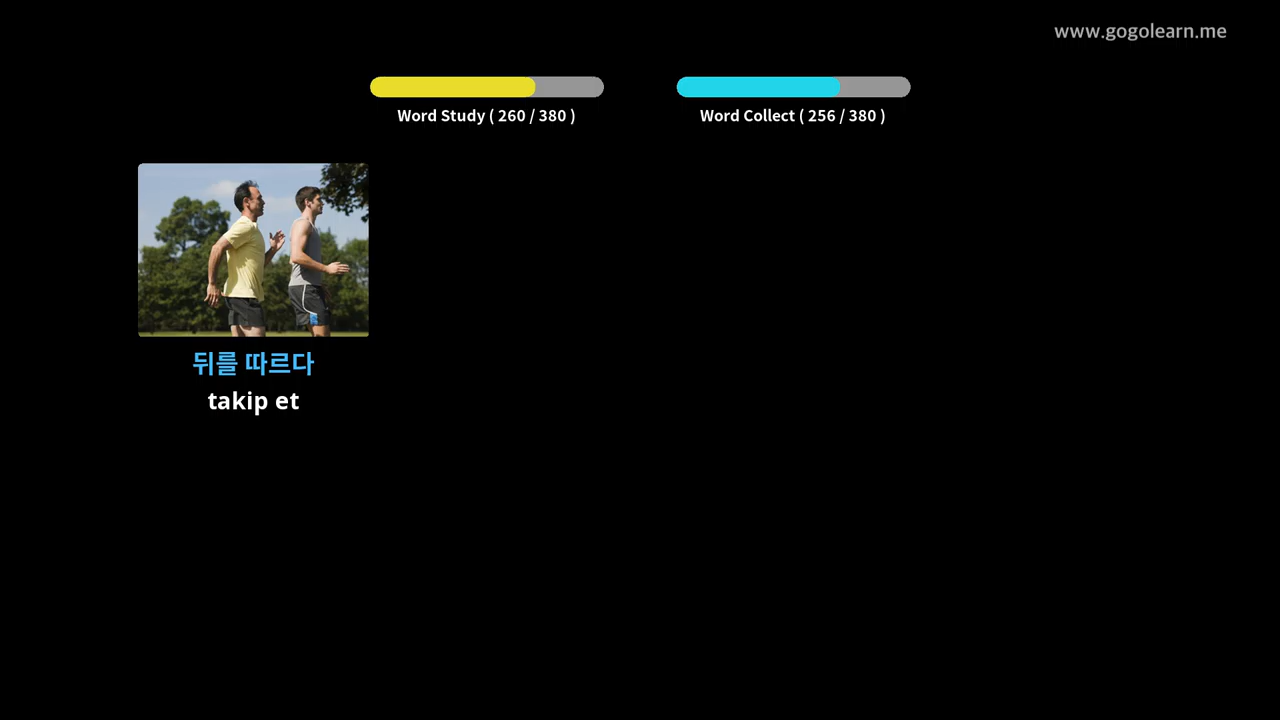 www.gogolearn.me
Word Study ( 260 / 380 )
Word Collect ( 256 / 380 )
뒤를 따르다
takip et